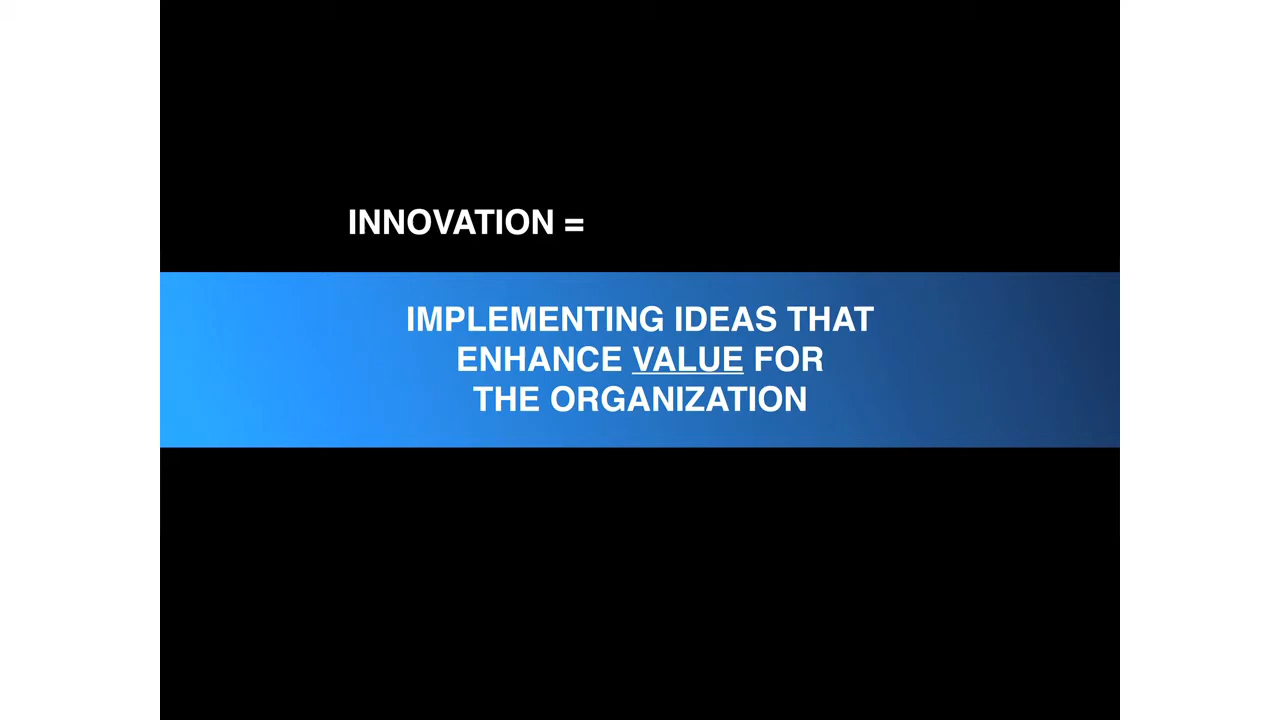 INNOVATION =
IMPLEMENTING IDEAS THAT
ENHANCE VALUE FOR
THE ORGANIZATION